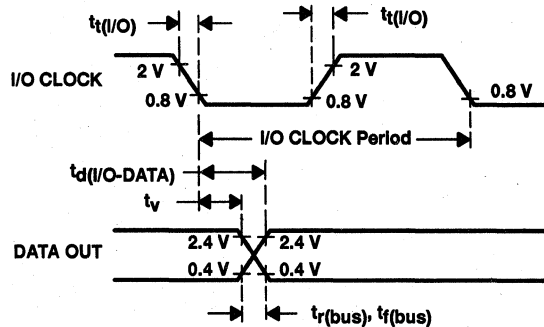 tt(I/O)
tt(I/O)
I/O CLOCK
2 V
2 V
0.8 V
0.8 V
0.8 V
I/O CLOCK Period
td(I/O-DATA)
tv
DATA OUT
2.4 V
2.4 V
0.4 V
0.4 V
tr(bus), tf(bus)